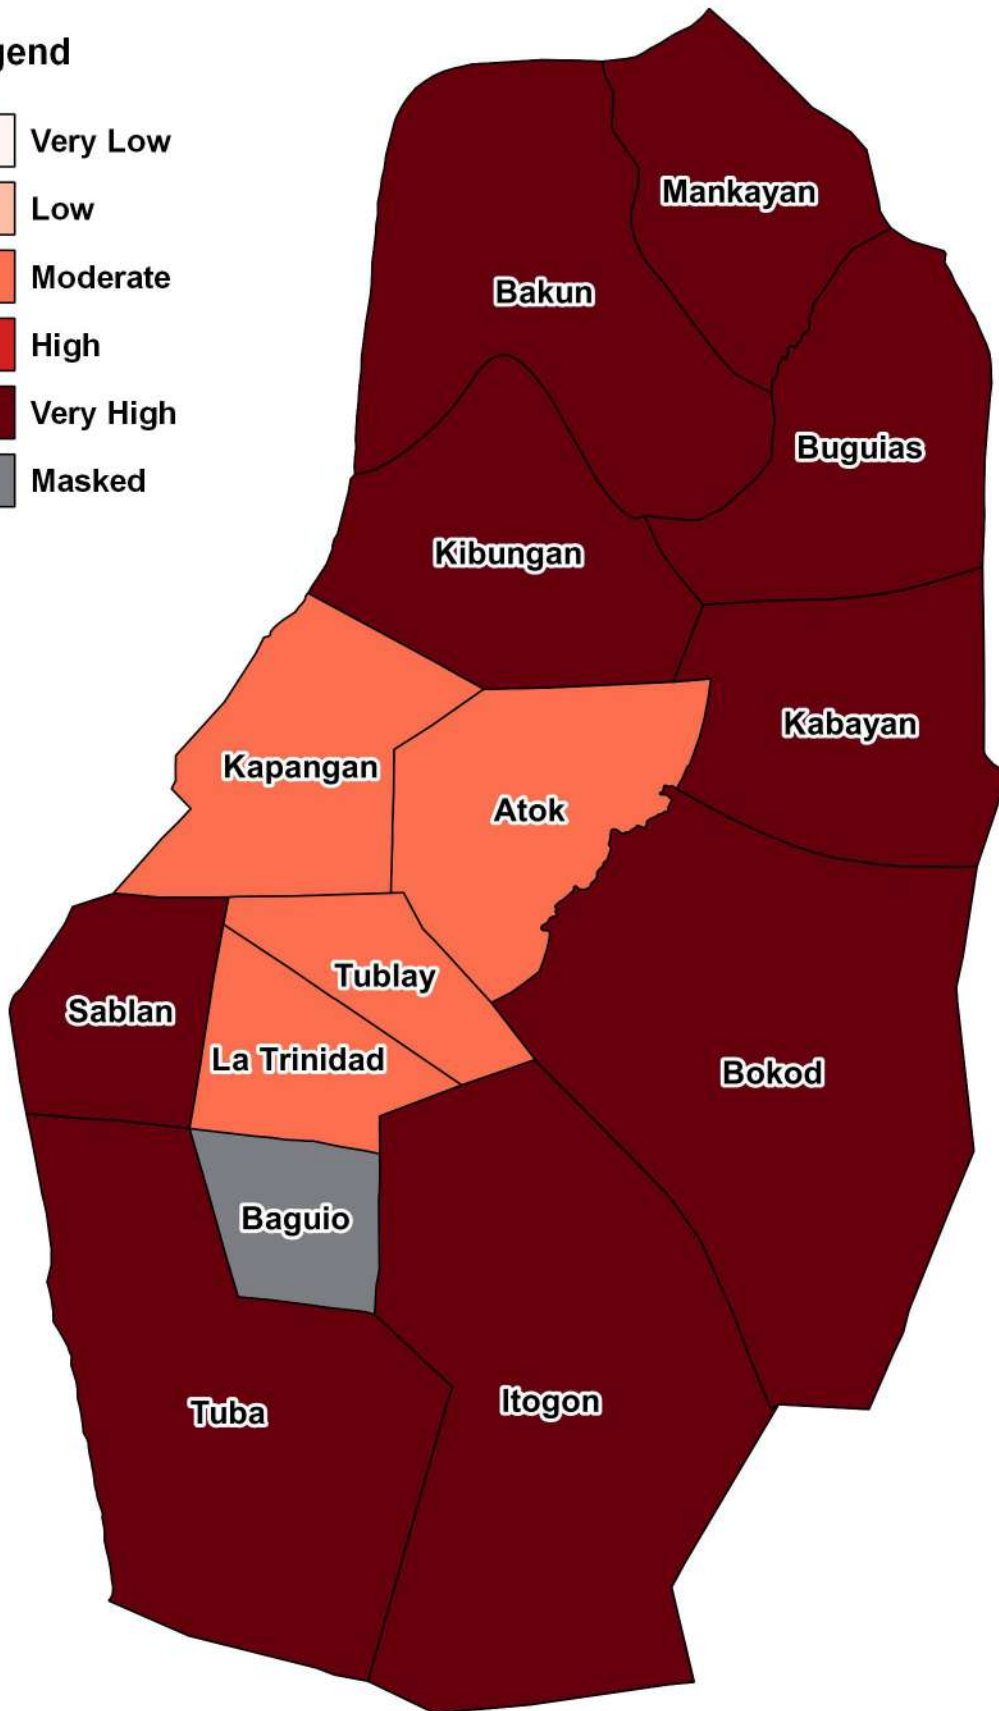 gend
Very Low
Low
Moderate
High
Very High
Masked
Mankayan
Bakun
Buguias
Kibungan
Kabayan
Kapangan
Atok
Tublay
Sablan
La Trinidad
Bokod
Baguio
Itogon
Tuba